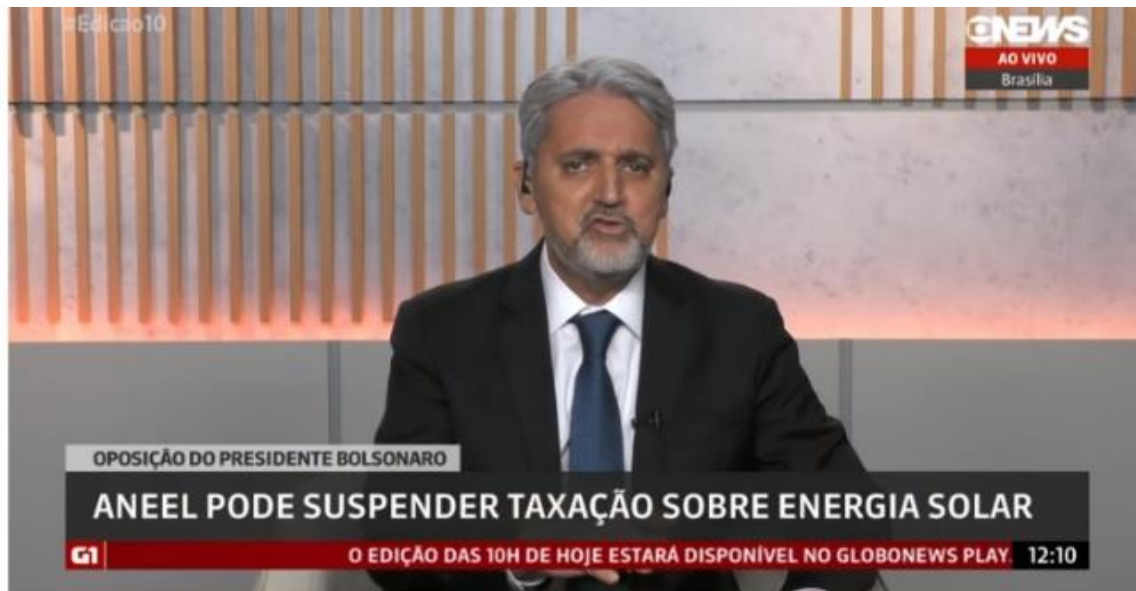 #Edicao10
GNEWS
AO VIVO
Brasília
OPOSIÇÃO DO PRESIDENTE BOLSONARO
ANEEL PODE SUSPENDER TAXAÇÃO SOBRE ENERGIA SOLAR
G1
O EDIÇÃO DAS 10H DE HOJE ESTARÁ DISPONÍVEL NO GLOBONEWS PLAY.
12:10